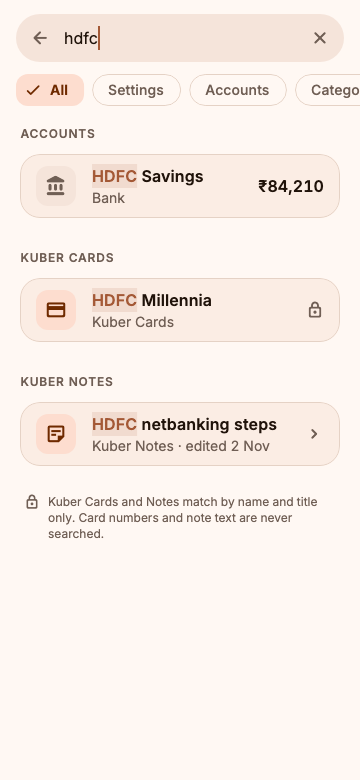 hdfc
All
Settings
Accounts
Catego
ACCOUNTS
HDFC Savings
Bank
₹84,210
KUBER CARDS
HDFC Millennia
Kuber Cards
KUBER NOTES
HDFC netbanking steps
Kuber Notes · edited 2 Nov
Kuber Cards and Notes match by name and title
only. Card numbers and note text are never
searched.